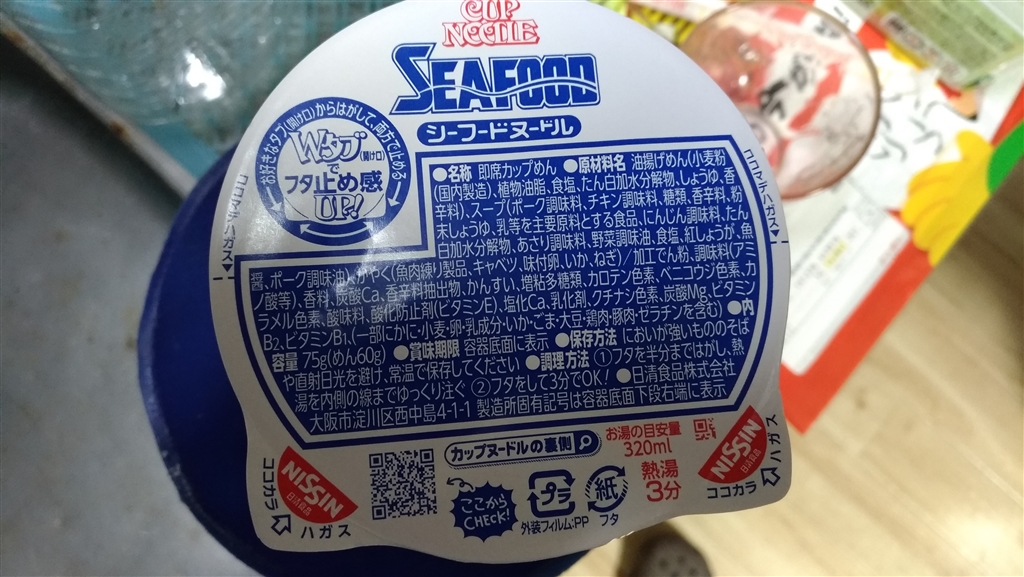 CUP
NOODLE
SEAFOOD
シーフードヌードル
お好きなタブ(開け口)からはがして、両方で止める
Wタブ(開け口)
で
フタ止め感
UP!
●名称 即席カップめん ●原材料名 油揚げめん(小麦粉
(国内製造)、植物油脂、食塩、たん白加水分解物、しょうゆ、香
辛料)、スープ(ポーク調味料、チキン調味料、糖類、香辛料、粉
末しょうゆ、乳等を主要原料とする食品、にんじん調味料、たん
白加水分解物、あさり調味料、野菜調味油、食塩、紅しょうが、魚
醤、ポーク調味油)、かやく(魚肉練り製品、キャベツ、味付卵、いか、ねぎ)/加工でん粉、調味料(アミ
ノ酸等)、香料、炭酸Ca、香辛料抽出物、かんすい、増粘多糖類、カロテン色素、ベニコウジ色素、カ
ラメル色素、酸味料、酸化防止剤(ビタミンE)、塩化Ca、乳化剤、クチナシ色素、炭酸Mg、ビタミン
B₂、ビタミンB₁、(一部にかに・小麦・卵・乳成分・いか・ごま・大豆・鶏肉・豚肉・ゼラチンを含む) ●内
容量 75g(めん60g) ●賞味期限 容器底面に表示 ●保存方法 においが強いもののそば
や直射日光を避け、常温で保存してください ●調理方法 ①フタを半分まではがし、熱
湯を内側の線までゆっくり注ぐ ②フタをして3分でOK! ●日清食品株式会社
大阪市淀川区西中島4-1-1 製造所固有記号は容器底面下段右端に表示
ココカラ
ハガス
NISSIN
日清食品
カップヌードルの裏側
ここから
CHECK!
プラ
外装フィルム:PP
紙
フタ
お湯の目安量
320ml
熱湯
3分
NISSIN
ココカラ
ハガス
ココマデハガス
ココマデハガス